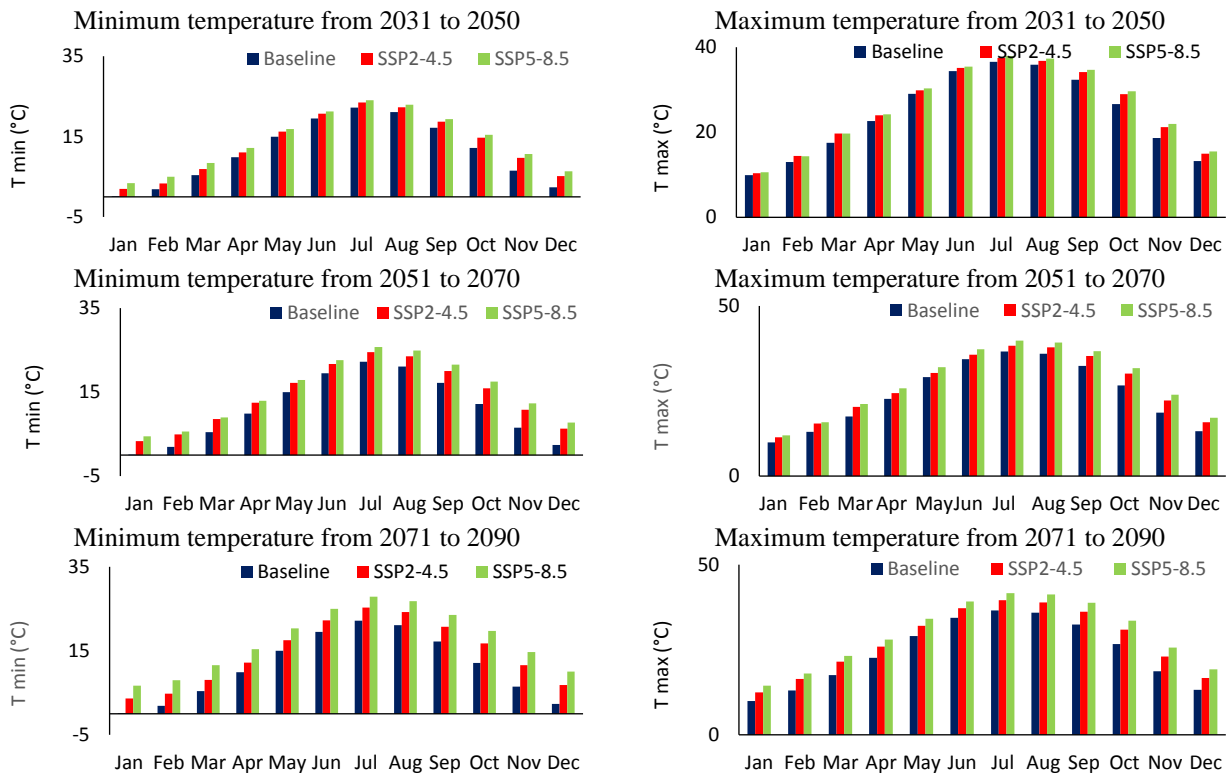 Minimum temperature from 2031 to 2050
35
Baseline SSP2-4.5 SSP5-8.5
T min (°C)
15
-5
Jan Feb Mar Apr May Jun Jul Aug Sep Oct Nov Dec
Maximum temperature from 2031 to 2050
40
Baseline SSP2-4.5 SSP5-8.5
T max (°C)
20
0
Jan Feb Mar Apr May Jun Jul Aug Sep Oct Nov Dec
Minimum temperature from 2051 to 2070
35
Baseline SSP2-4.5 SSP5-8.5
T min (°C)
15
-5
Jan Feb Mar Apr May Jun Jul Aug Sep Oct Nov Dec
Maximum temperature from 2051 to 2070
50
Baseline SSP2-4.5 SSP5-8.5
T max (°C)
0
Jan Feb Mar Apr May Jun Jul Aug Sep Oct Nov Dec
Minimum temperature from 2071 to 2090
35
Baseline SSP2-4.5 SSP5-8.5
T min (°C)
15
-5
Jan Feb Mar Apr May Jun Jul Aug Sep Oct Nov Dec
Maximum temperature from 2071 to 2090
50
Baseline SSP2-4.5 SSP5-8.5
T max (°C)
0
Jan Feb Mar Apr May Jun Jul Aug Sep Oct Nov Dec